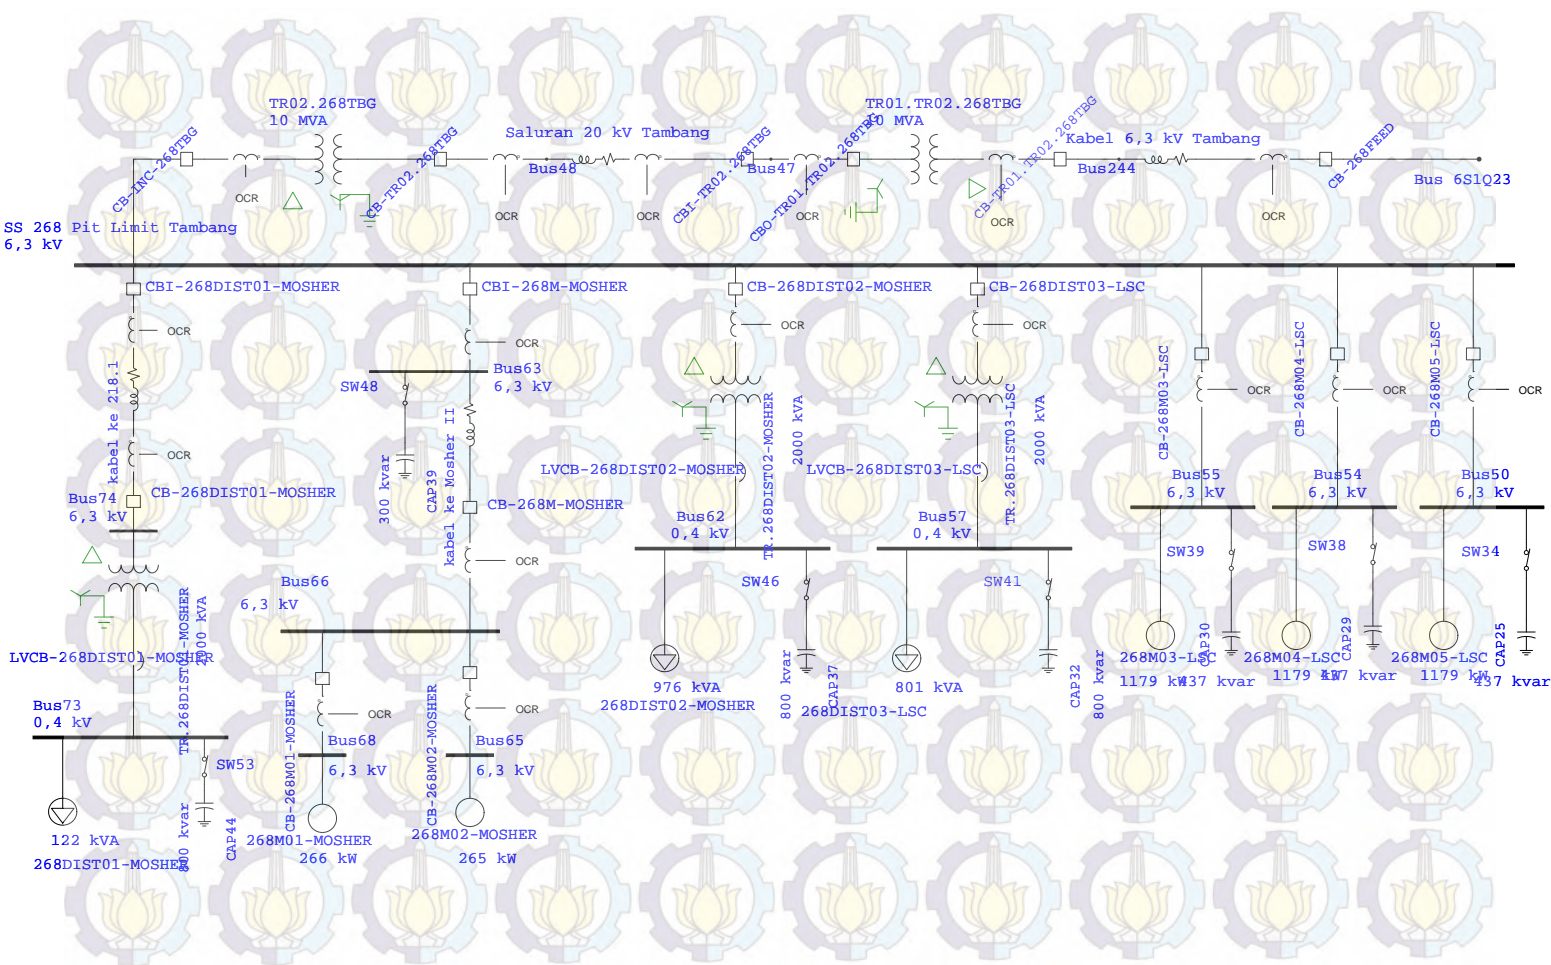 TR02.268TBG
10 MVA
TR01.TR02.268TBG
10 MVA
Saluran 20 kV Tambang
Kabel 6,3 kV Tambang
CB-INC-268TBG
CB-TR02.268TBG
Bus48
CBI-TR02.268TBG
Bus47
CBO-TR01.TR02.268TBG
CB-TR01.TR02.268TBG
Bus244
CB-268FEED
Bus 6S1Q23
OCR
OCR
OCR
OCR
OCR
OCR
SS 268 Pit Limit Tambang
6,3 kV
CBI-268DIST01-MOSHER
CBI-268M-MOSHER
CB-268DIST02-MOSHER
CB-268DIST03-LSC
OCR
OCR
OCR
OCR
kabel ke 218.1
OCR
Bus74
6,3 kV
CB-268DIST01-MOSHER
TR.268DIST01-MOSHER
2000 kVA
LVCB-268DIST01-MOSHER
Bus73
0,4 kV
SW53
122 kVA
268DIST01-MOSHER
800 kvar
CAP44
Bus63
6,3 kV
SW48
300 kvar
CAP39
kabel ke Mosher II
CB-268M-MOSHER
OCR
Bus66
6,3 kV
CB-268M01-MOSHER
OCR
Bus68
6,3 kV
268M01-MOSHER
266 kW
CB-268M02-MOSHER
OCR
Bus65
6,3 kV
268M02-MOSHER
265 kW
TR.268DIST02-MOSHER
2000 kVA
LVCB-268DIST02-MOSHER
Bus62
0,4 kV
SW46
976 kVA
268DIST02-MOSHER
800 kvar
CAP37
TR.268DIST03-LSC
2000 kVA
LVCB-268DIST03-LSC
Bus57
0,4 kV
SW41
801 kVA
268DIST03-LSC
CAP32
800 kvar
CB-268M03-LSC
OCR
Bus55
6,3 kV
SW39
268M03-LSC
1179 kW
CAP30
437 kvar
CB-268M04-LSC
OCR
Bus54
6,3 kV
SW38
268M04-LSC
1179 kW
CAP29
437 kvar
CB-268M05-LSC
OCR
Bus50
6,3 kV
SW34
268M05-LSC
1179 kW
CAP25
437 kvar